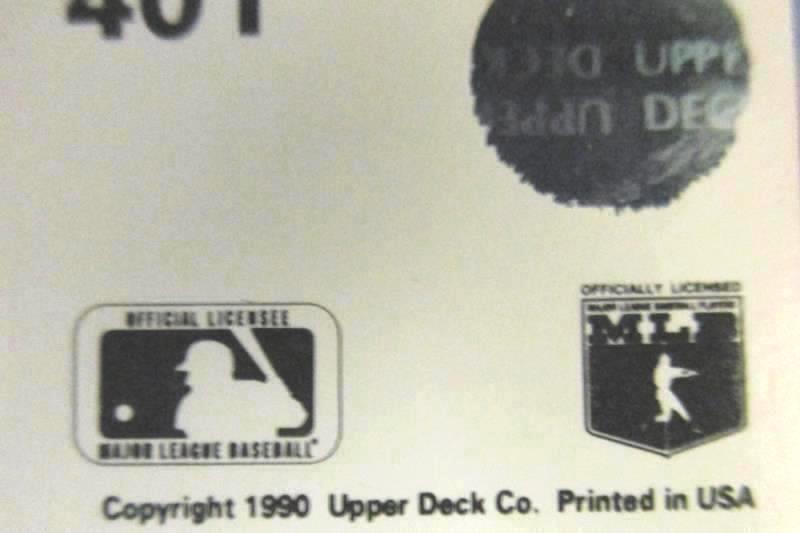 401
UPPER DECK
UPPER DECK
OFFICIALLY LICENSED
MAJOR LEAGUE BASEBALL PLAYERS
OFFICIAL LICENSEE
MAJOR LEAGUE BASEBALL
Copyright 1990 Upper Deck Co. Printed in USA